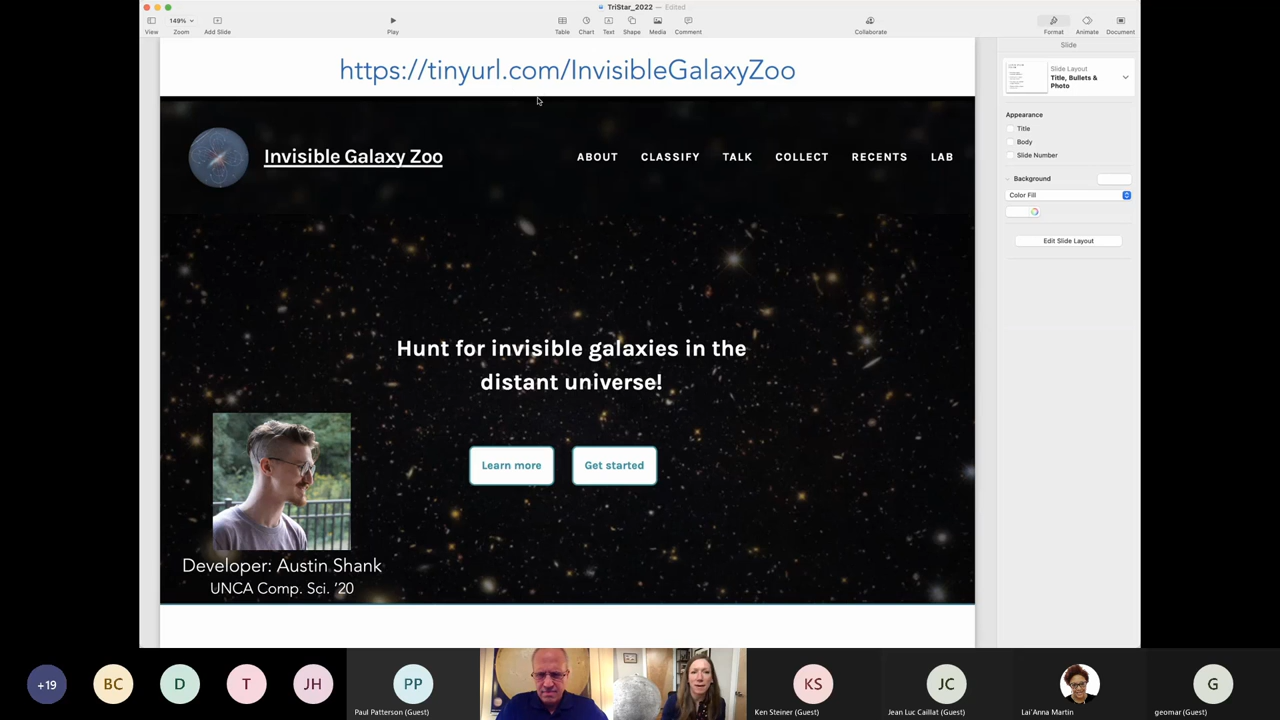 TriStar_2022 — Edited
149%
View
Zoom
Add Slide
Play
Table
Chart
Text
Shape
Media
Comment
Collaborate
Format
Animate
Document
https://tinyurl.com/InvisibleGalaxyZoo
Invisible Galaxy Zoo
ABOUT
CLASSIFY
TALK
COLLECT
RECENTS
LAB
Hunt for invisible galaxies in the
distant universe!
Learn more
Get started
Developer: Austin Shank
UNCA Comp. Sci. ’20
Slide
Slide Layout
Title, Bullets &
Photo
Appearance
Title
Body
Slide Number
Background
Color Fill
Edit Slide Layout
+19
BC
D
T
JH
PP
Paul Patterson (Guest)
KS
Ken Steiner (Guest)
JC
Jean Luc Caillat (Guest)
Lai'Anna Martin
G
geomar (Guest)